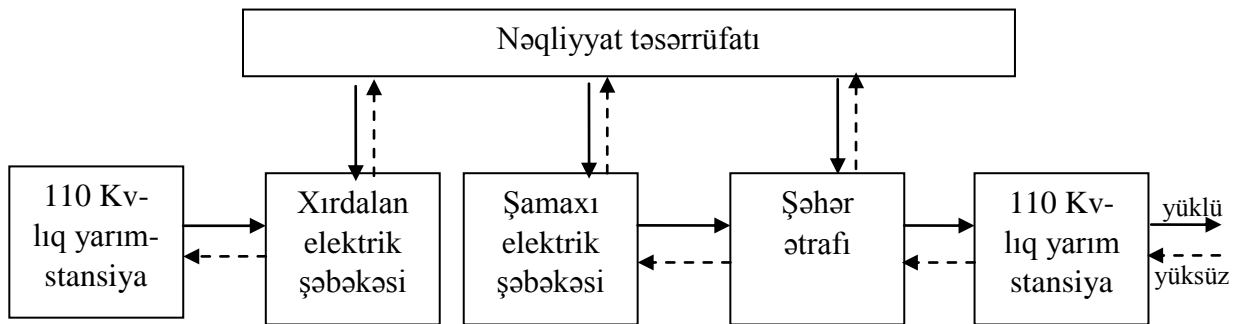 Nəqliyyat təsərrüfatı
110 Kv-
lıq yarım-
stansiya
Xırdalan
elektrik
şəbəkəsi
Şamaxı
elektrik
şəbəkəsi
Şəhər
ətrafı
110 Kv-
lıq yarım
stansiya
yüklü
yüksüz